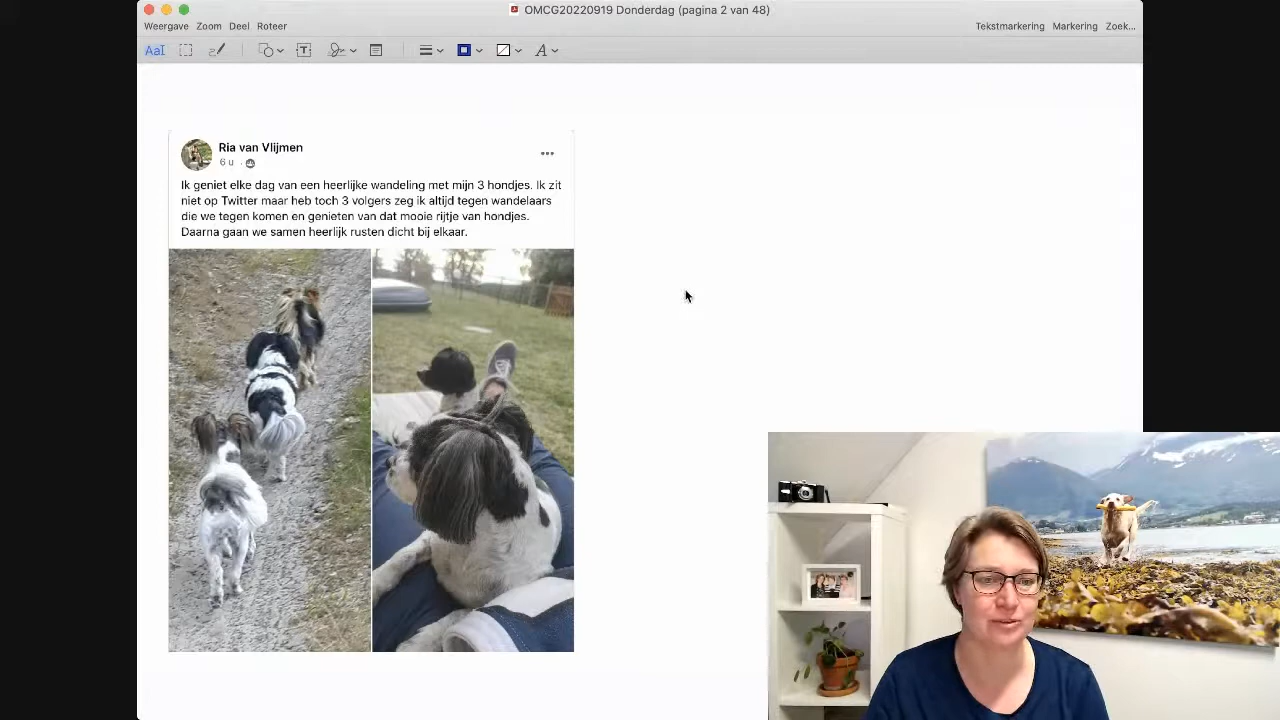 OMCG20220919 Donderdag (pagina 2 van 48)
Weergave Zoom Deel Roteer
Tekstmarkering Markering Zoek...
AaI T A
Ria van Vlijmen
6 u ·
Ik geniet elke dag van een heerlijke wandeling met mijn 3 hondjes. Ik zit
niet op Twitter maar heb toch 3 volgers zeg ik altijd tegen wandelaars
die we tegen komen en genieten van dat mooie rijtje van hondjes.
Daarna gaan we samen heerlijk rusten dicht bij elkaar.